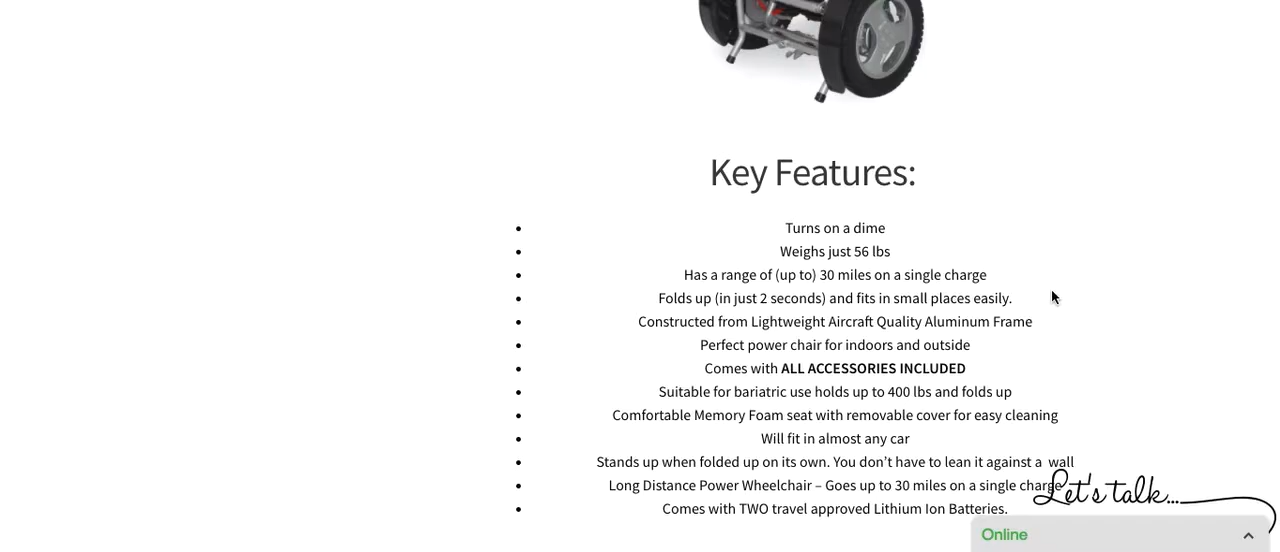 Key Features:
Turns on a dime
Weighs just 56 lbs
Has a range of (up to) 30 miles on a single charge
Folds up (in just 2 seconds) and fits in small places easily.
Constructed from Lightweight Aircraft Quality Aluminum Frame
Perfect power chair for indoors and outside
Comes with ALL ACCESSORIES INCLUDED
Suitable for bariatric use holds up to 400 lbs and folds up
Comfortable Memory Foam seat with removable cover for easy cleaning
Will fit in almost any car
Stands up when folded up on its own. You don’t have to lean it against a wall
Long Distance Power Wheelchair – Goes up to 30 miles on a single charge
Let's talk...
Comes with TWO travel approved Lithium Ion Batteries.
Online